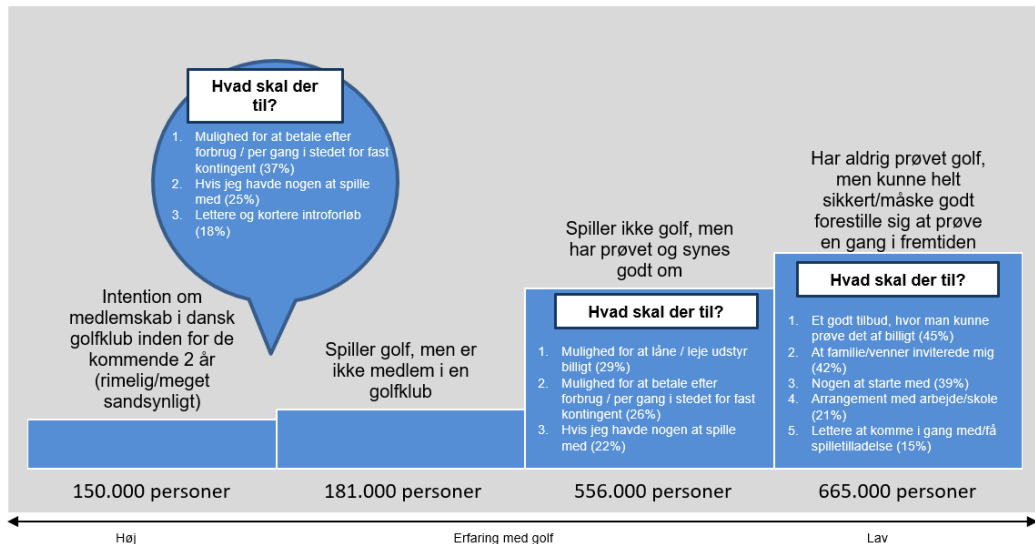 Hvad skal der
til?
1. Mulighed for at betale efter
forbrug / per gang i stedet for fast
kontingent (37%)
2. Hvis jeg havde nogen at spille
med (25%)
3. Lettere og kortere introforløb
(18%)
Intention om
medlemskab i dansk
golfklub inden for de
kommende 2 år
(rimelig/meget
sandsynligt)
150.000 personer
Spiller golf, men er
ikke medlem i en
golfklub
181.000 personer
Spiller ikke golf, men
har prøvet og synes
godt om
Hvad skal der til?
1. Mulighed for at låne / leje udstyr
billigt (29%)
2. Mulighed for at betale efter
forbrug / per gang i stedet for fast
kontingent (26%)
3. Hvis jeg havde nogen at spille
med (22%)
556.000 personer
Har aldrig prøvet golf,
men kunne helt
sikkert/måske godt
forestille sig at prøve
en gang i fremtiden
Hvad skal der til?
1. Et godt tilbud, hvor man kunne
prøve det af billigt (45%)
2. At familie/venner inviterede mig
(42%)
3. Nogen at starte med (39%)
4. Arrangement med arbejde/skole
(21%)
5. Lettere at komme i gang med/få
spilletilladelse (15%)
665.000 personer
Høj
Erfaring med golf
Lav